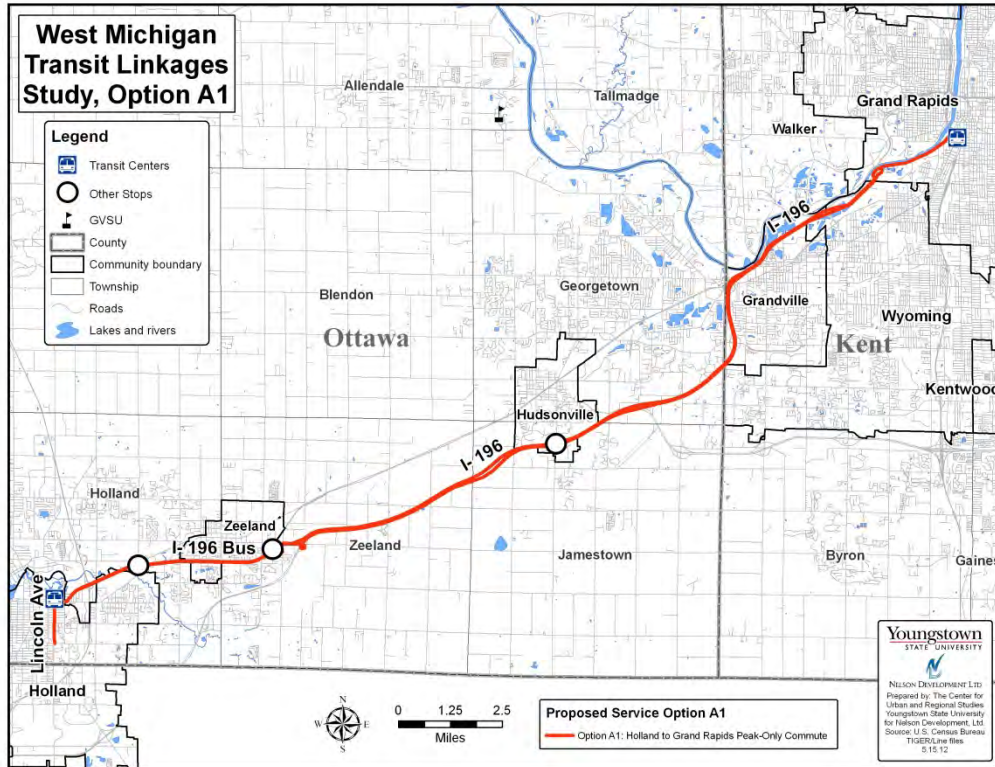 West Michigan
Transit Linkages
Study, Option A1
Legend
Transit Centers
Other Stops
GVSU
County
Community boundary
Township
Roads
Lakes and rivers
Allendale
Tallmadge
Walker
Grand Rapids
I-196
Blendon
Georgetown
Grandville
Wyoming
Ottawa
Kent
Kentwood
Hudsonville
I-196
Holland
Zeeland
I-196 Bus
Zeeland
Jamestown
Byron
Gaines
Lincoln Ave
Holland
N
W E
S
0 1.25 2.5
Miles
Proposed Service Option A1
Option A1: Holland to Grand Rapids Peak-Only Commute
Youngstown
STATE UNIVERSITY
NELSON DEVELOPMENT LTD
Prepared by: The Center for
Urban and Regional Studies
Youngstown State University
for Nelson Development, Ltd.
Source: U.S. Census Bureau
TIGER/Line files
5.15.12